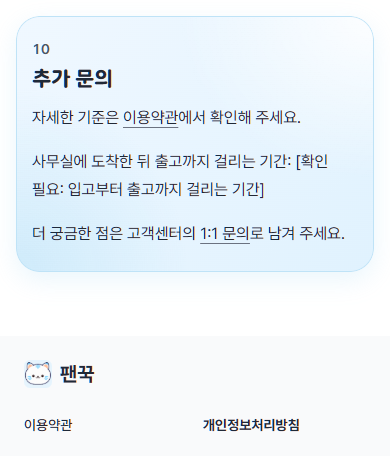 10
추가 문의
자세한 기준은 이용약관에서 확인해 주세요.
사무실에 도착한 뒤 출고까지 걸리는 기간: [확인
필요: 입고부터 출고까지 걸리는 기간]
더 궁금한 점은 고객센터의 1:1 문의로 남겨 주세요.
팬꾹
이용약관
개인정보처리방침